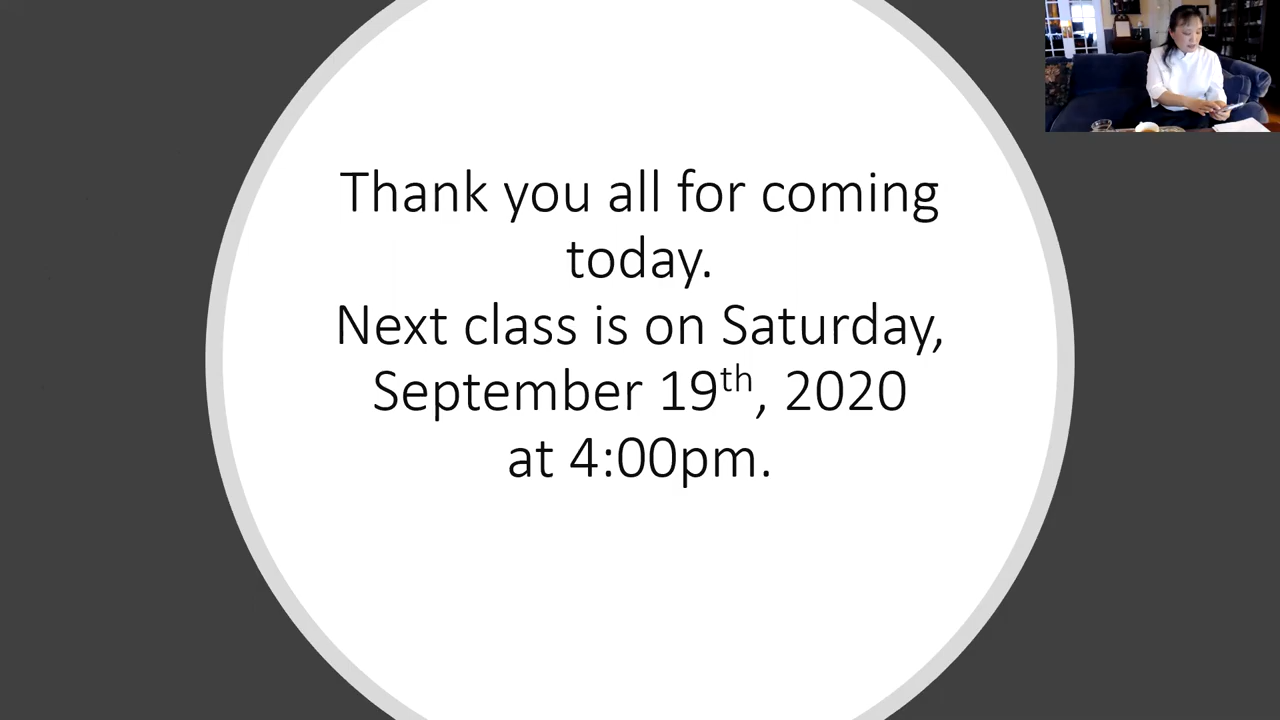 Thank you all for coming
today.
Next class is on Saturday,
September 19th, 2020
at 4:00pm.